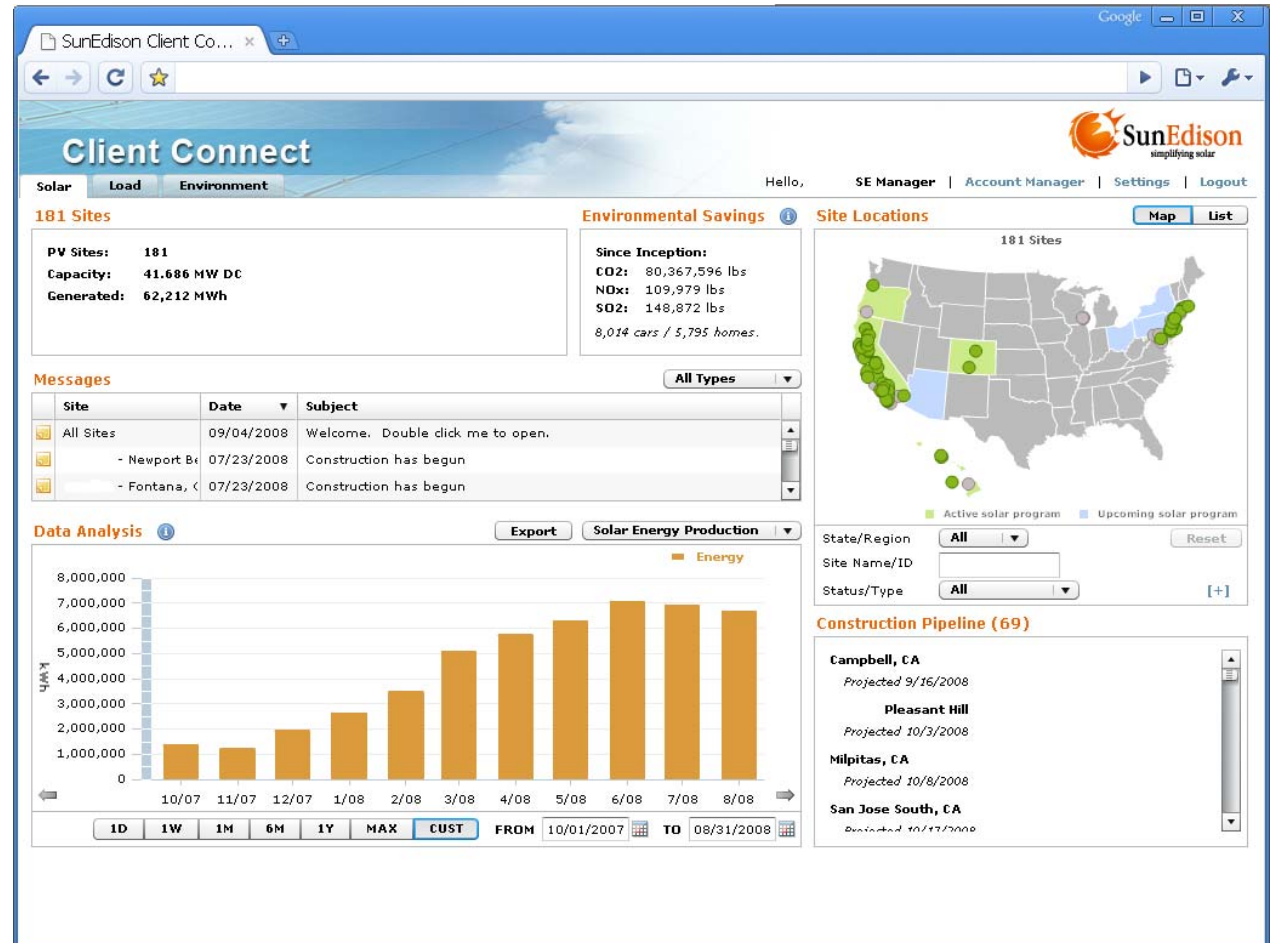 Google
SunEdison Client Co...
Client Connect
SunEdison
simplifying solar
Solar Load Environment
Hello, SE Manager | Account Manager | Settings | Logout
181 Sites
PV Sites: 181
Capacity: 41.686 MW DC
Generated: 62,212 MWh
Environmental Savings
Since Inception:
CO2: 80,367,596 lbs
NOx: 109,979 lbs
SO2: 148,872 lbs
8,014 cars / 5,795 homes.
Site Locations
Map List
181 Sites
Active solar program Upcoming solar program
State/Region All Reset
Site Name/ID
Status/Type All [+]
Messages
All Types
Site Date Subject
All Sites 09/04/2008 Welcome. Double click me to open.
- Newport Be 07/23/2008 Construction has begun
- Fontana, 07/23/2008 Construction has begun
Data Analysis
Export Solar Energy Production
Energy
kWh
8,000,000
7,000,000
6,000,000
5,000,000
4,000,000
3,000,000
2,000,000
1,000,000
0
10/07 11/07 12/07 1/08 2/08 3/08 4/08 5/08 6/08 7/08 8/08
1D 1W 1M 6M 1Y MAX CUST FROM 10/01/2007 TO 08/31/2008
Construction Pipeline (69)
Campbell, CA
Projected 9/16/2008
Pleasant Hill
Projected 10/3/2008
Milpitas, CA
Projected 10/8/2008
San Jose South, CA
Projected 10/17/2008